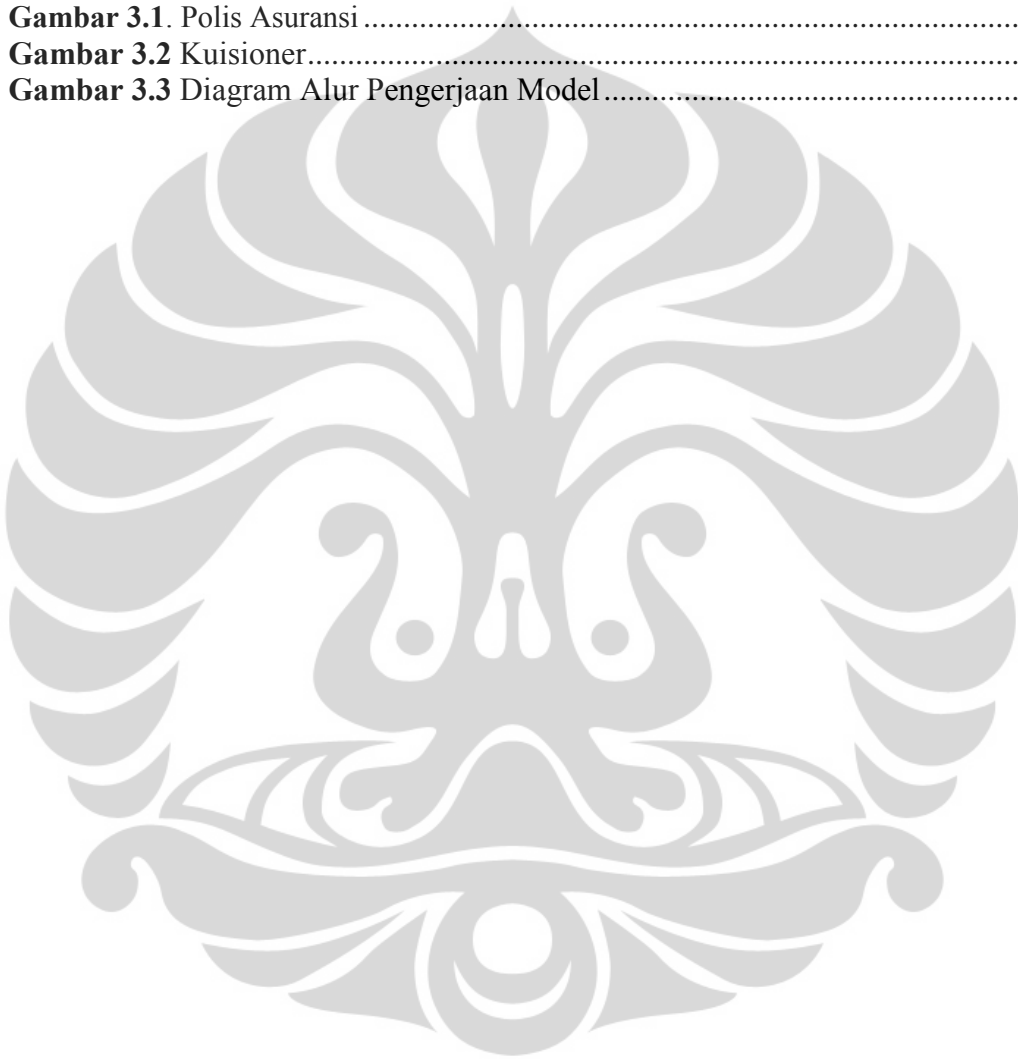 Gambar 3.1. Polis Asuransi ....................................................................................
Gambar 3.2 Kuisioner............................................................................................
Gambar 3.3 Diagram Alur Pengerjaan Model.....................................................